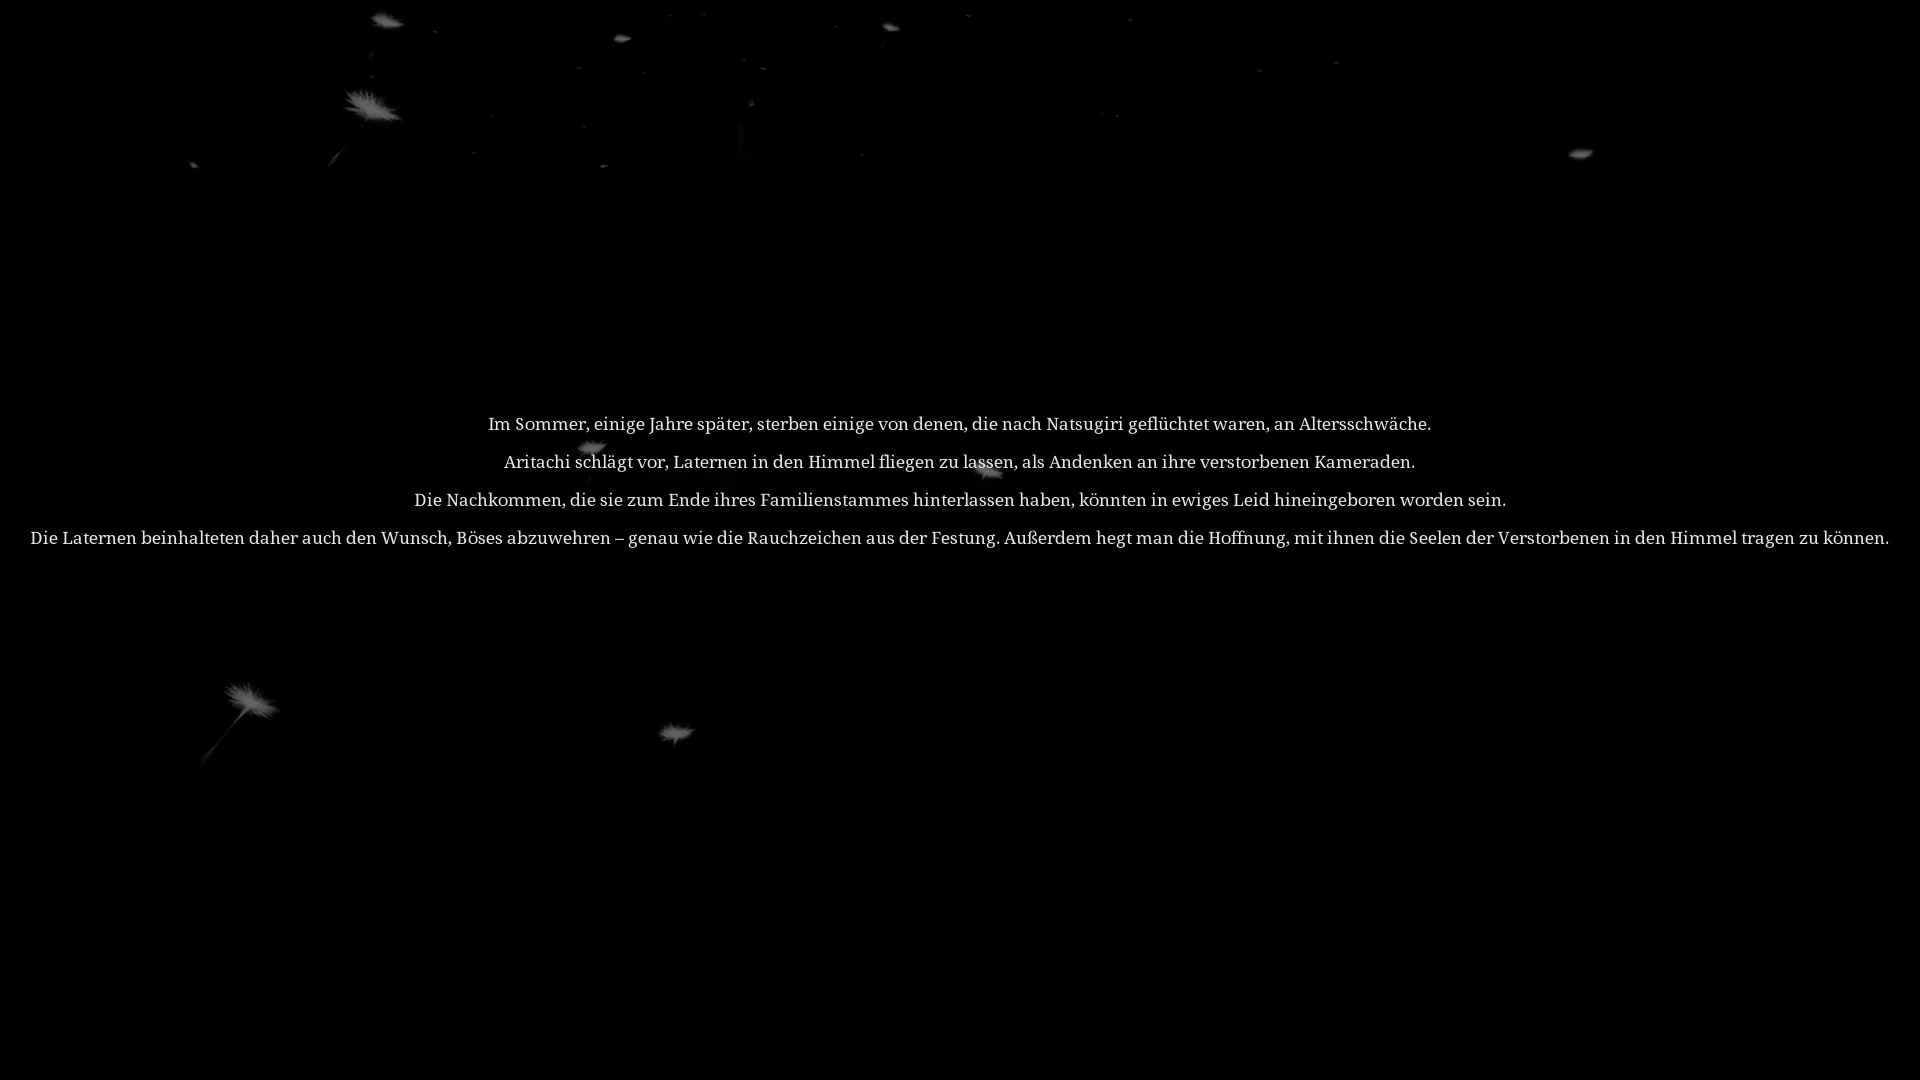 Im Sommer, einige Jahre später, sterben einige von denen, die nach Natsugiri geflüchtet waren, an Altersschwäche.
Aritachi schlägt vor, Laternen in den Himmel fliegen zu lassen, als Andenken an ihre verstorbenen Kameraden.
Die Nachkommen, die sie zum Ende ihres Familienstammes hinterlassen haben, könnten in ewiges Leid hineingeboren worden sein.
Die Laternen beinhalteten daher auch den Wunsch, Böses abzuwehren – genau wie die Rauchzeichen aus der Festung. Außerdem hegt man die Hoffnung, mit ihnen die Seelen der Verstorbenen in den Himmel tragen zu können.